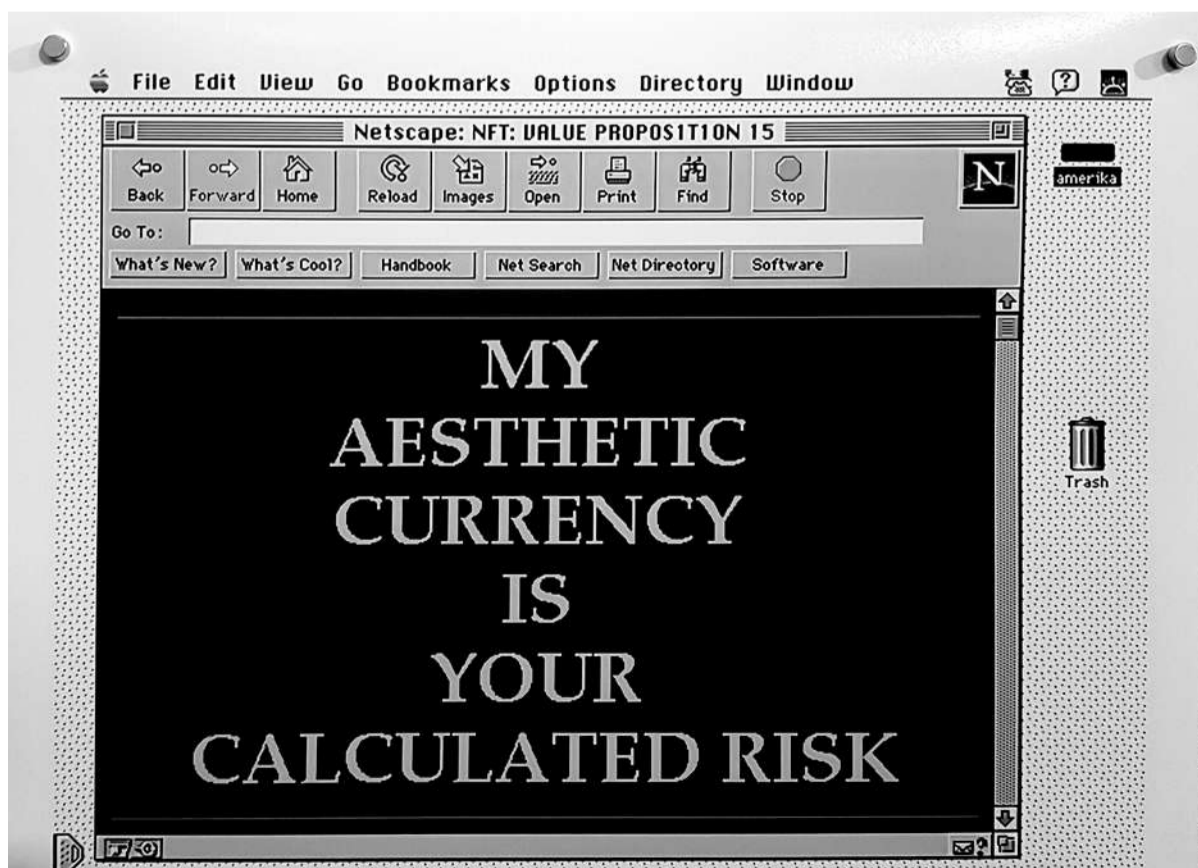 File Edit View Go Bookmarks Options Directory Window
Netscape: NFT: VALUE PROPOS1T1ON 15
Back Forward Home Reload Images Open Print Find Stop
N
amerika
Go To:
What's New? What's Cool? Handbook Net Search Net Directory Software
MY
AESTHETIC
CURRENCY
IS
YOUR
CALCULATED RISK
Trash